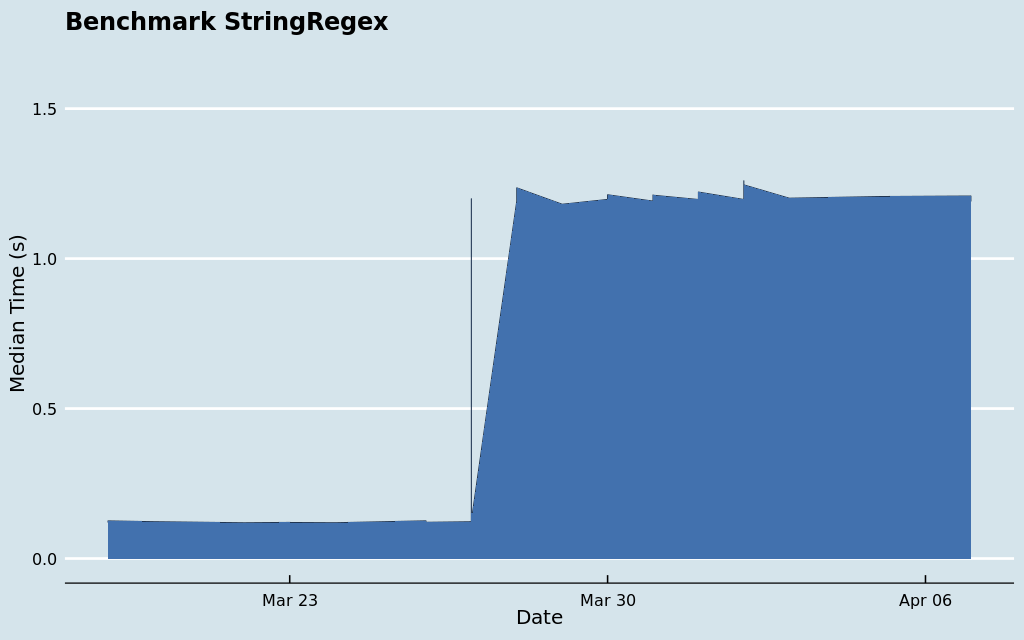 Benchmark StringRegex
1.5
1.0
0.5
0.0
Median Time (s)
Mar 23
Mar 30
Apr 06
Date